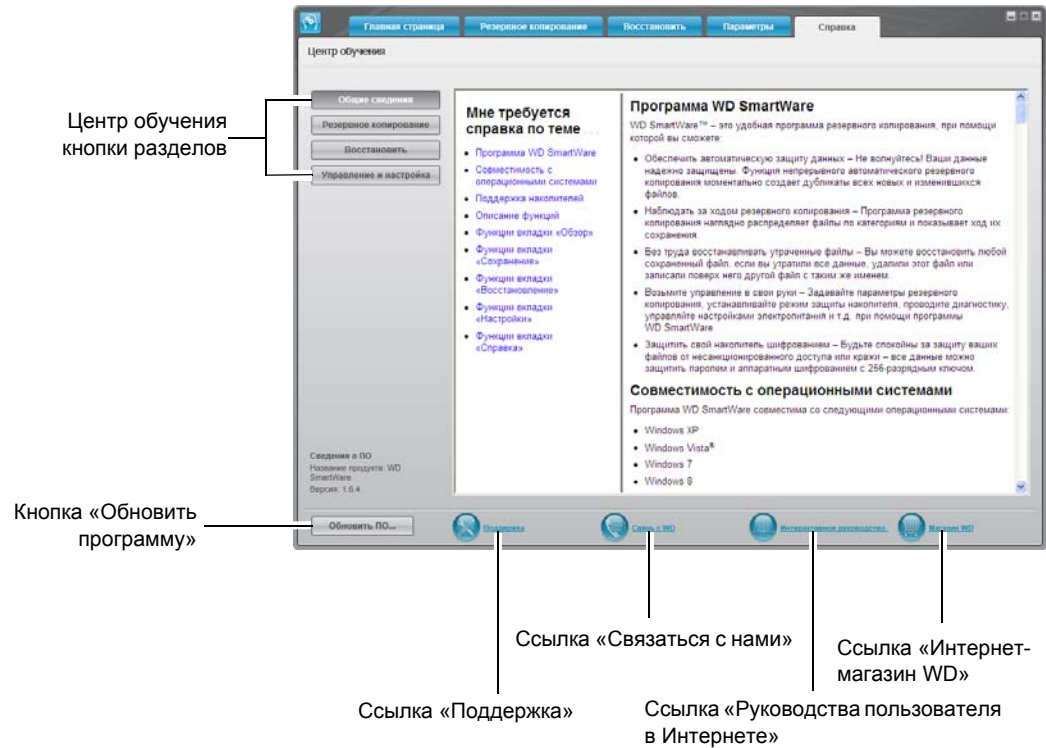 Главная страница
Резервное копирование
Восстановить
Параметры
Справка
Центр обучения
Общие сведения
Резервное копирование
Восстановить
Управление и настройка
Центр обучения
кнопки разделов
Мне требуется
справка по теме
Программа WD SmartWare
Совместимость с
операционными системами
Поддержка накопителей
Описание функций
Функции вкладки «Обзор»
Функции вкладки
«Сохранение»
Функции вкладки
«Восстановление»
Функции вкладки
«Настройки»
Функции вкладки
«Справка»
Программа WD SmartWare
WD SmartWare™ – это удобная программа резервного копирования, при помощи
которой вы сможете:
Обеспечить автоматическую защиту данных – Не волнуйтесь! Ваши данные
надежно защищены. Функция непрерывного автоматического резервного
копирования моментально создает дубликаты всех новых и изменившихся
файлов.
Наблюдать за ходом резервного копирования – Программа резервного
копирования наглядно распределяет файлы по категориям и показывает ход их
сохранения.
Без труда восстанавливать утраченные файлы – Вы можете восстановить любой
сохраненный файл, если вы утратили все данные, удалили этот файл или
записали поверх него другой файл с таким же именем.
Возьмите управление в свои руки – Задавайте параметры резервного
копирования, устанавливайте режим защиты накопителя, проводите диагностику,
управляйте настройками электропитания и т.д. при помощи программы
WD SmartWare.
Защитить свой накопитель шифрованием – Будьте спокойны за защиту ваших
файлов от несанкционированного доступа или кражи – все данные можно
защитить паролем и аппаратным шифрованием с 256-разрядным ключом.
Совместимость с операционными системами
Программа WD SmartWare совместима со следующими операционными системами:
Windows XP
Windows Vista®
Windows 7
Windows 8
Сведения о ПО
Название продукта: WD
SmartWare
Версия: 1.6.4
Обновить ПО...
Поддержка
Связь с WD
Интерактивное руководство
Магазин WD
Кнопка «Обновить
программу»
Ссылка «Связаться с нами»
Ссылка «Интернет-
магазин WD»
Ссылка «Поддержка»
Ссылка «Руководства пользователя
в Интернете»